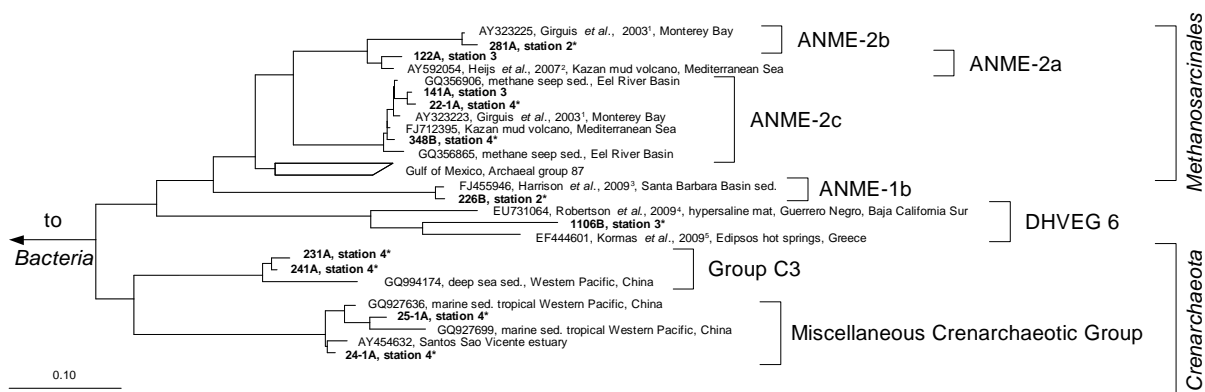 AY323225, Girguis et al., 2003¹, Monterey Bay
281A, station 2*
ANME-2b
122A, station 3
AY592054, Heijs et al., 2007², Kazan mud volcano, Mediterranean Sea
ANME-2a
GQ356906, methane seep sed., Eel River Basin
141A, station 3
22-1A, station 4*
AY323223, Girguis et al., 2003¹, Monterey Bay
FJ712395, Kazan mud volcano, Mediterranean Sea
348B, station 4*
GQ356865, methane seep sed., Eel River Basin
ANME-2c
Gulf of Mexico, Archaeal group 87
FJ455946, Harrison et al., 2009³, Santa Barbara Basin sed.
226B, station 2*
ANME-1b
Methanosarcinales
EU731064, Robertson et al., 2009⁴, hypersaline mat, Guerrero Negro, Baja California Sur
1106B, station 3*
EF444601, Kormas et al., 2009⁵, Edipsos hot springs, Greece
DHVEG 6
to
Bacteria
231A, station 4*
241A, station 4*
GQ994174, deep sea sed., Western Pacific, China
Group C3
GQ927636, marine sed. tropical Western Pacific, China
25-1A, station 4*
GQ927699, marine sed. tropical Western Pacific, China
AY454632, Santos Sao Vicente estuary
24-1A, station 4*
Miscellaneous Crenarchaeotic Group
Crenarchaeota
0.10